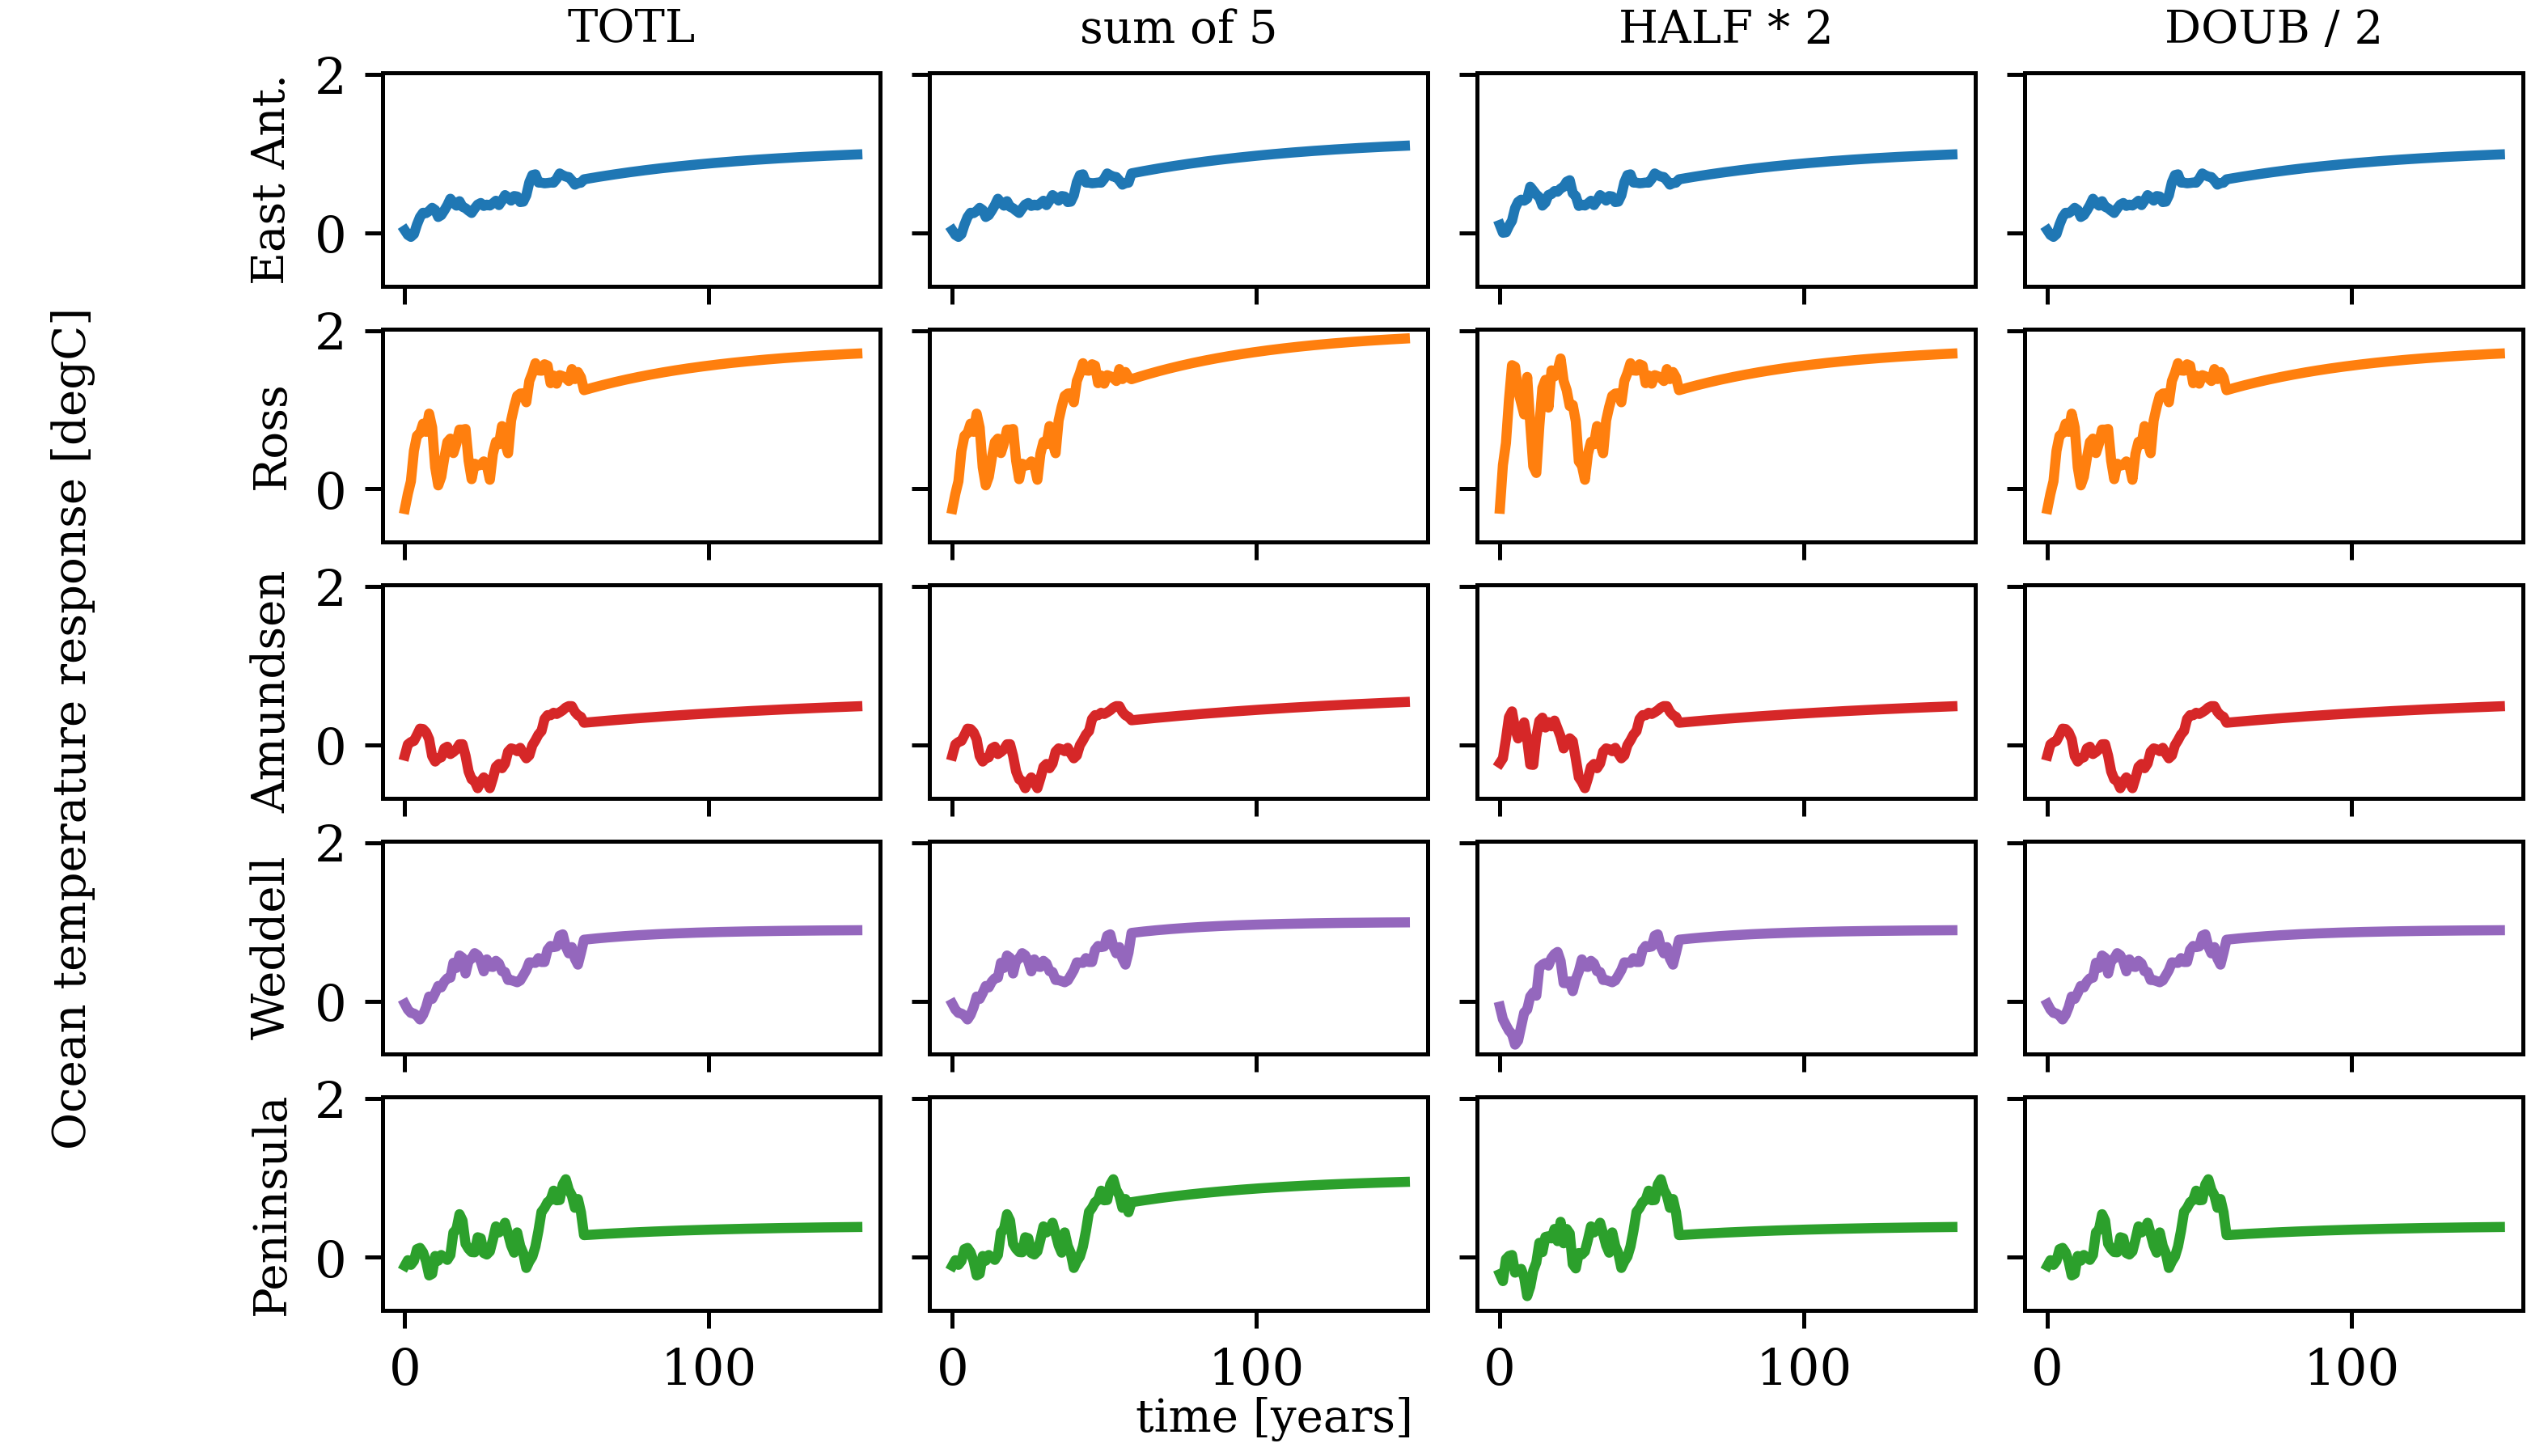 TOTL
sum of 5
HALF * 2
DOUB / 2
Ocean temperature response [degC]
East Ant.
2
0
Ross
2
0
Amundsen
2
0
Weddell
2
0
Peninsula
2
0
0 100 0 100 0 100 0 100
time [years]